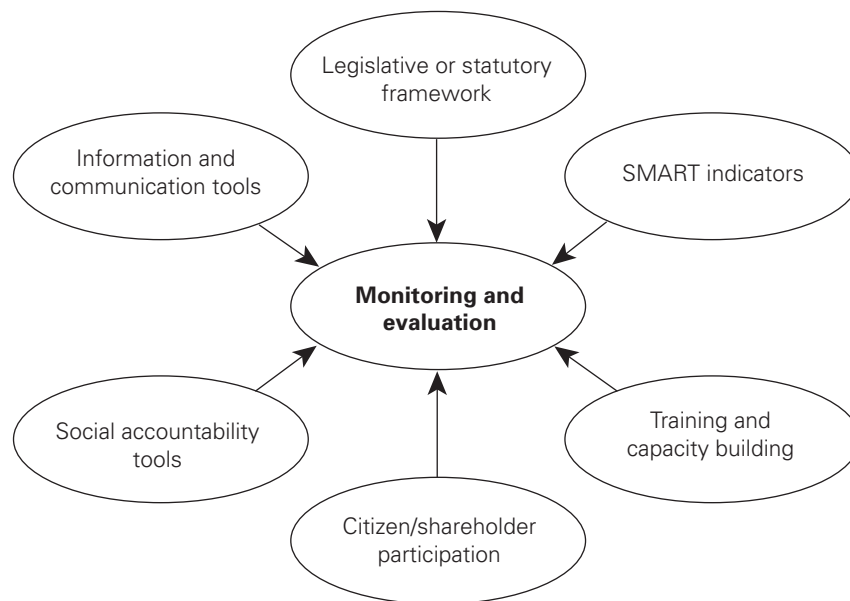 Legislative or statutory
framework
Information and
communication tools
SMART indicators
Monitoring and
evaluation
Social accountability
tools
Training and
capacity building
Citizen/shareholder
participation